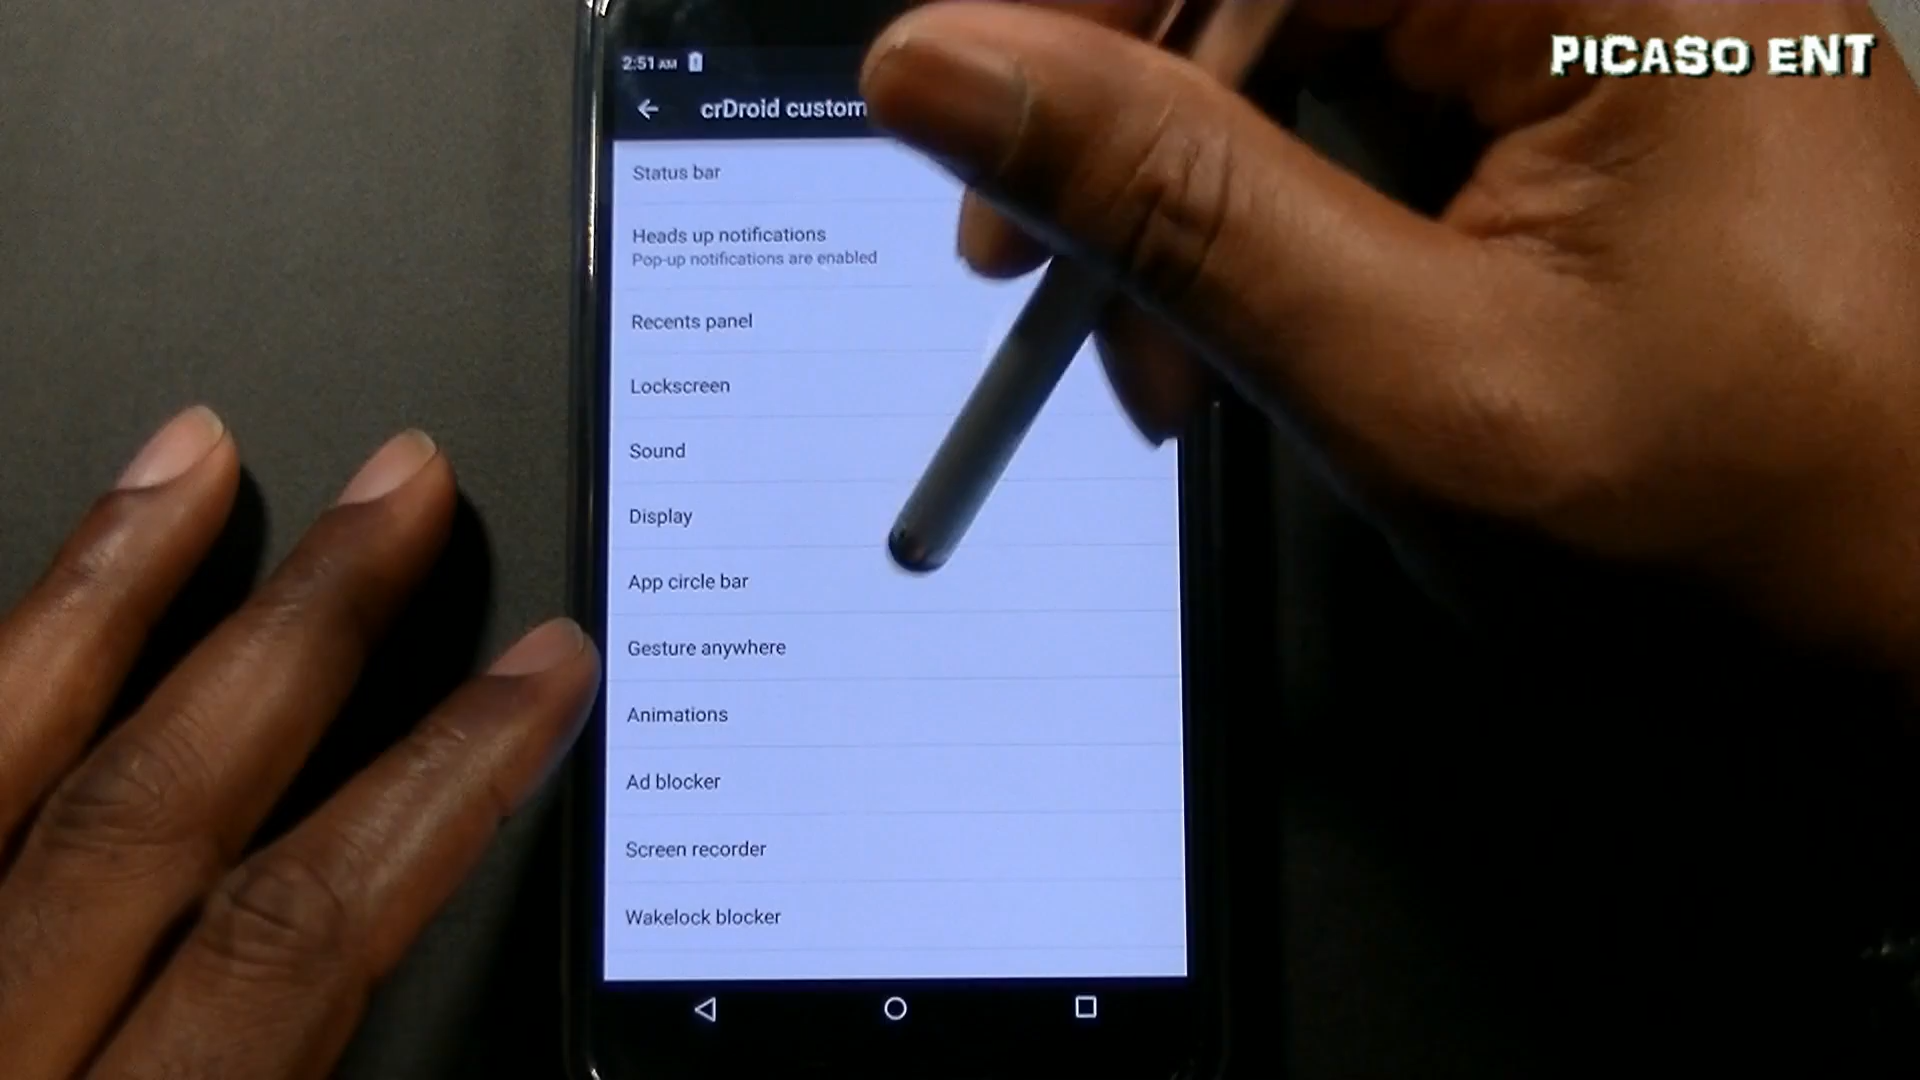 PICASO ENT
2:51 AM
crDroid custom
Status bar
Heads up notifications
Pop-up notifications are enabled
Recents panel
Lockscreen
Sound
Display
App circle bar
Gesture anywhere
Animations
Ad blocker
Screen recorder
Wakelock blocker